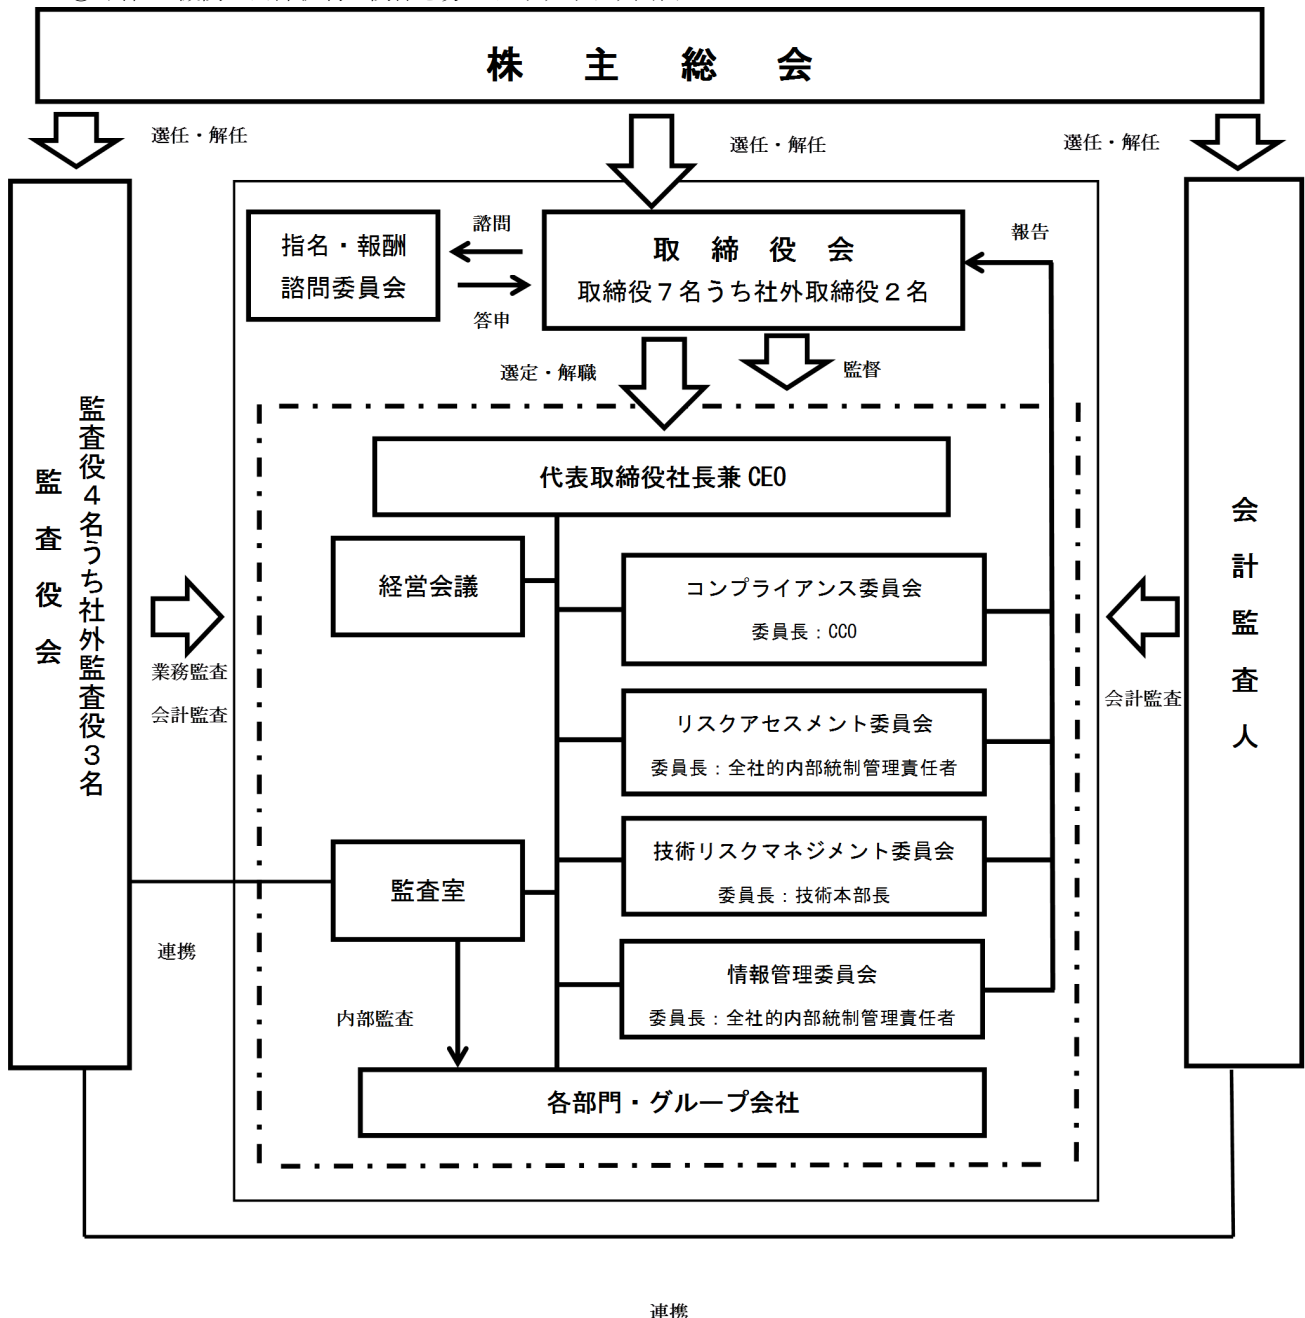 株主総会
選任・解任
選任・解任
選任・解任
指名・報酬
諮問委員会
諮問
答申
取締役会
取締役７名うち社外取締役２名
報告
選定・解職
監督
代表取締役社長兼 CEO
経営会議
コンプライアンス委員会
委員長：CCO
リスクアセスメント委員会
委員長：全社的内部統制管理責任者
技術リスクマネジメント委員会
委員長：技術本部長
情報管理委員会
委員長：全社的内部統制管理責任者
監査室
内部監査
各部門・グループ会社
監査役会
監査役４名うち社外監査役３名
業務監査
会計監査
連携
会計監査人
会計監査
連携